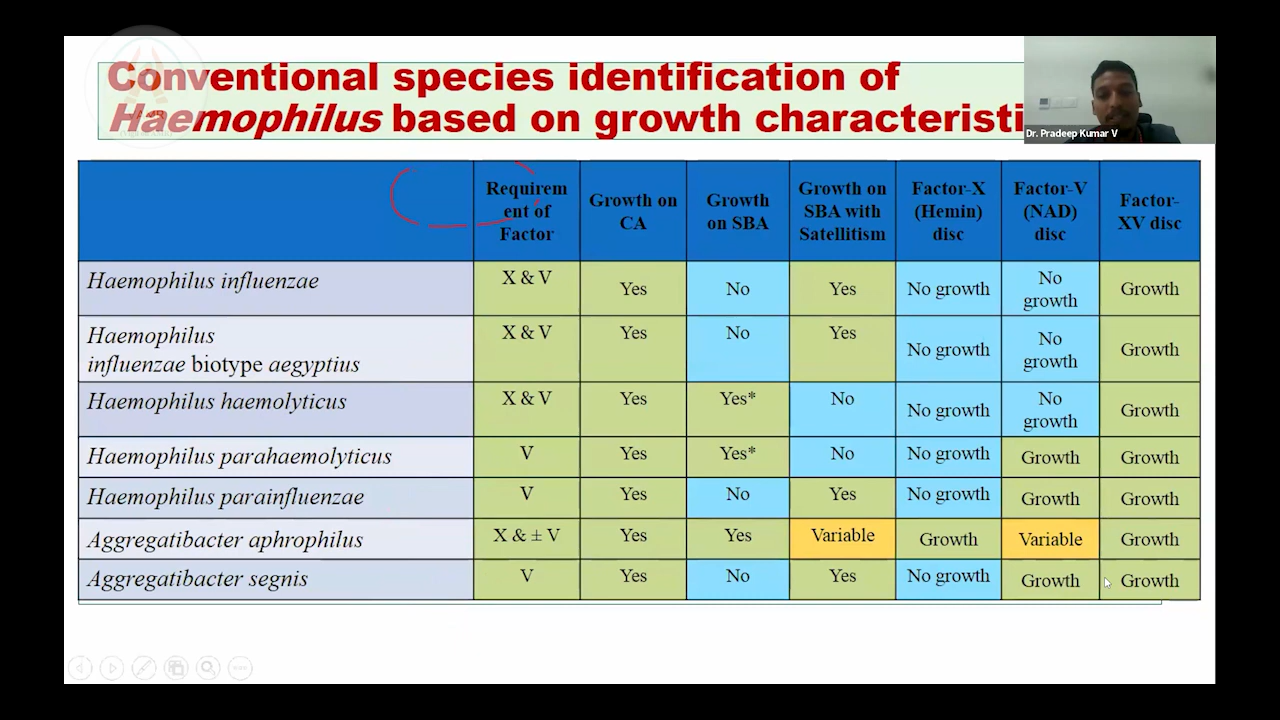 Conventional species identification of
Haemophilus based on growth characteristi
Dr. Pradeep Kumar V
Requirem
ent of
Factor
Growth on
CA
Growth
on SBA
Growth on
SBA with
Satellitism
Factor-X
(Hemin)
disc
Factor-V
(NAD)
disc
Factor-
XV disc
Haemophilus influenzae
X & V
Yes
No
Yes
No growth
No
growth
Growth
Haemophilus
influenzae biotype aegyptius
X & V
Yes
No
Yes
No growth
No
growth
Growth
Haemophilus haemolyticus
X & V
Yes
Yes*
No
No growth
No
growth
Growth
Haemophilus parahaemolyticus
V
Yes
Yes*
No
No growth
Growth
Growth
Haemophilus parainfluenzae
V
Yes
No
Yes
No growth
Growth
Growth
Aggregatibacter aphrophilus
X & ± V
Yes
Yes
Variable
Growth
Variable
Growth
Aggregatibacter segnis
V
Yes
No
Yes
No growth
Growth
Growth